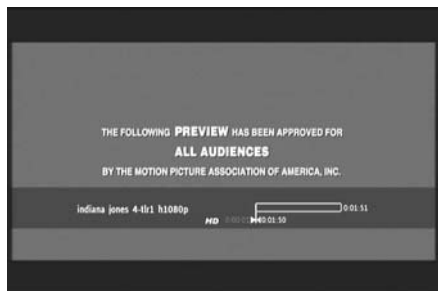 THE FOLLOWING PREVIEW HAS BEEN APPROVED FOR
ALL AUDIENCES
BY THE MOTION PICTURE ASSOCIATION OF AMERICA, INC.
indiana jones 4-tlr1 h1080p 0:01:51
HD 0:01:50